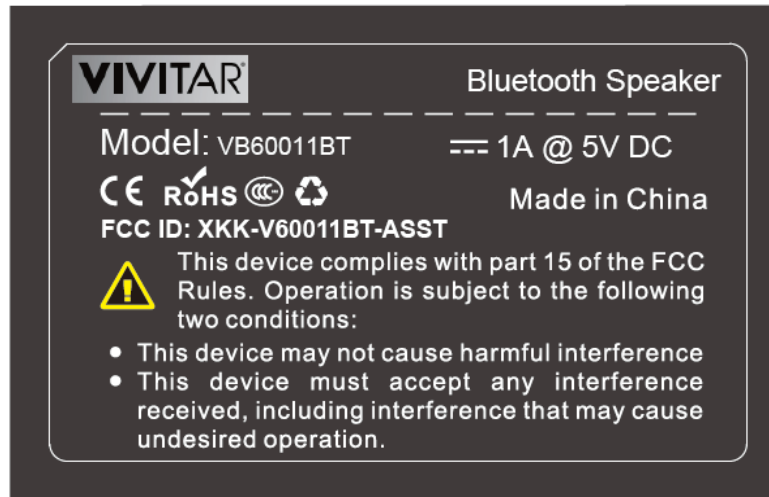 VIVITAR
Bluetooth Speaker
Model: VB60011BT
1A @ 5V DC
CE RoHS CCC
Made in China
FCC ID: XKK-V60011BT-ASST
This device complies with part 15 of the FCC
Rules. Operation is subject to the following
two conditions:
• This device may not cause harmful interference
• This device must accept any interference
received, including interference that may cause
undesired operation.